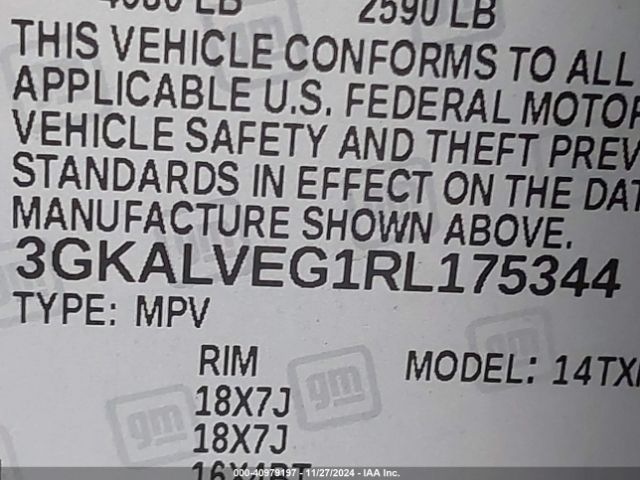 2590 LB
THIS VEHICLE CONFORMS TO ALL
APPLICABLE U.S. FEDERAL MOTOR
VEHICLE SAFETY AND THEFT PREV
STANDARDS IN EFFECT ON THE DAT
MANUFACTURE SHOWN ABOVE.
3GKALVEG1RL175344
TYPE: MPV
RIM MODEL: 14TX
18X7J
18X7J
gm
gm
000-40979197 - 11/27/2024 - IAA Inc.